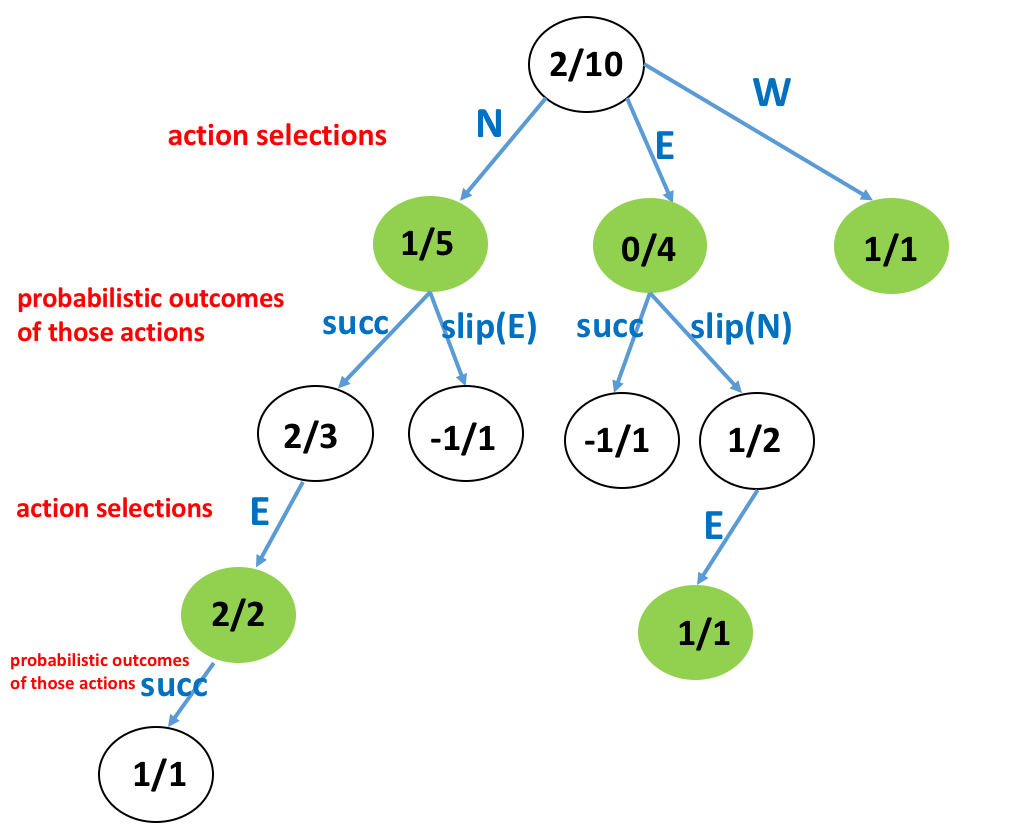 2/10
W
N
action selections
E
1/5
0/4
1/1
probabilistic outcomes
of those actions
succ
slip(E)
succ
slip(N)
2/3
-1/1
-1/1
1/2
action selections
E
E
2/2
1/1
probabilistic outcomes
of those actions
succ
1/1